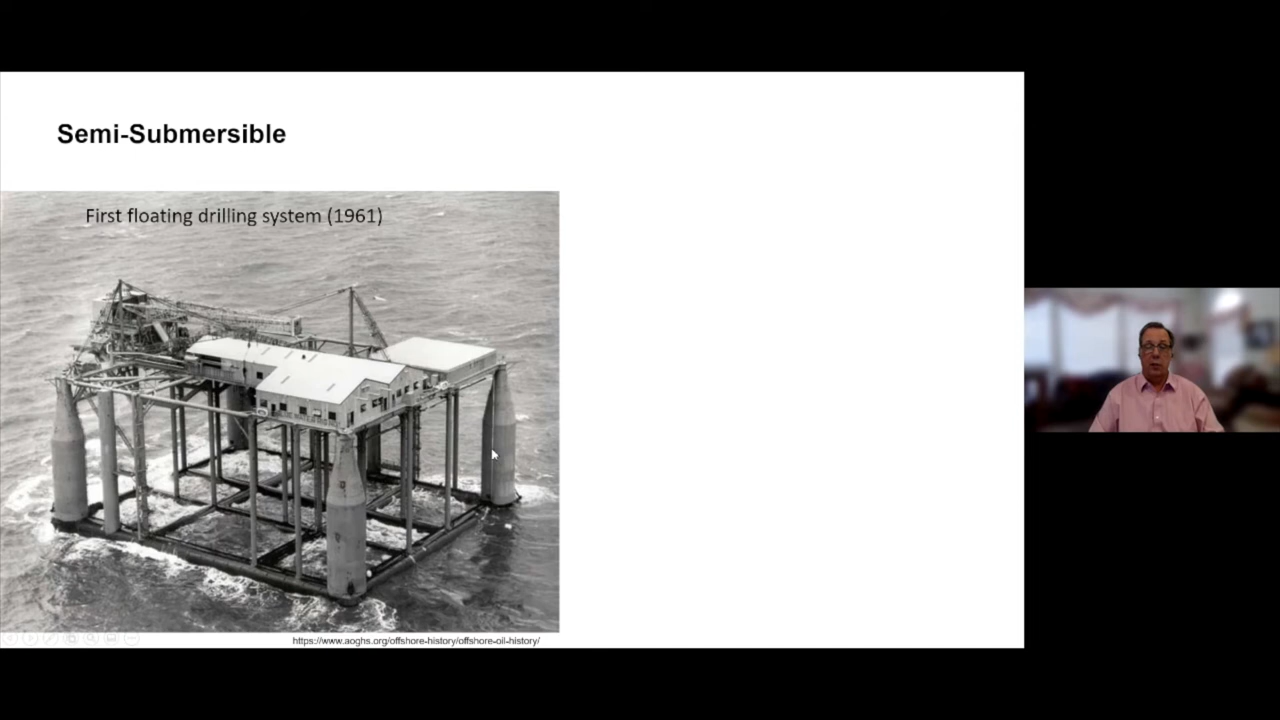 Semi-Submersible
First floating drilling system (1961)
https://www.aoghs.org/offshore-history/offshore-oil-history/